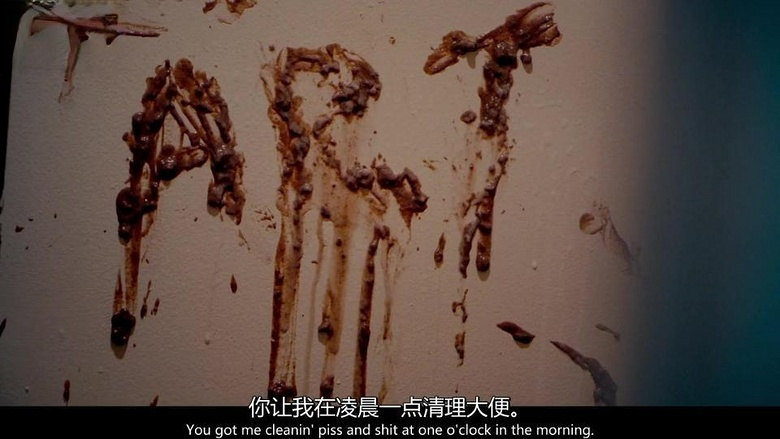 ART
你让我在凌晨一点清理大便。
You got me cleanin' piss and shit at one o'clock in the morning.